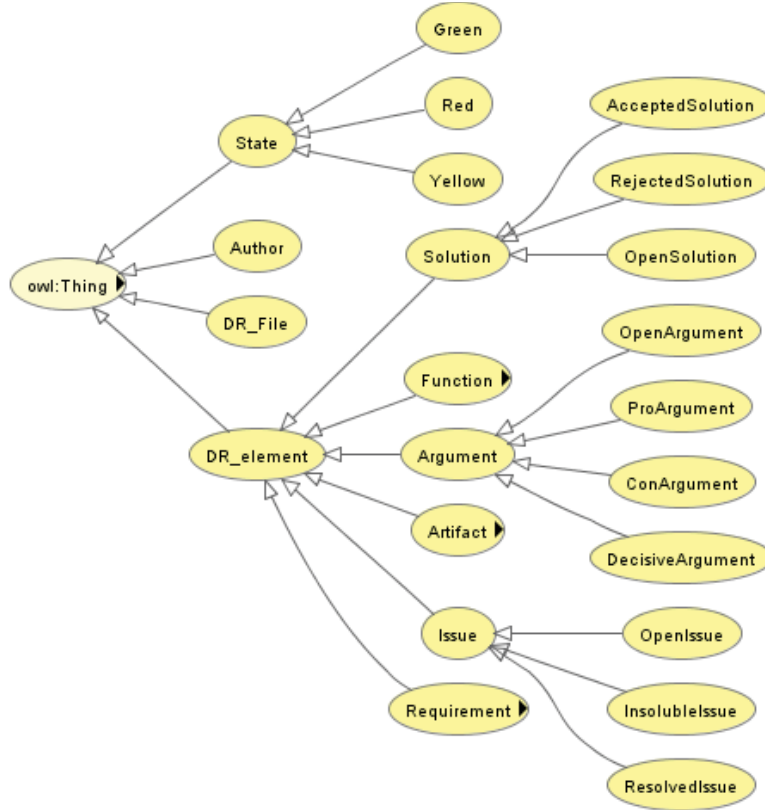 Green
Red
AcceptedSolution
State
Yellow
RejectedSolution
Author
Solution
OpenSolution
owl:Thing
DR_File
OpenArgument
Function
ProArgument
DR_element
Argument
ConArgument
Artifact
DecisiveArgument
Issue
OpenIssue
Requirement
InsolubleIssue
ResolvedIssue